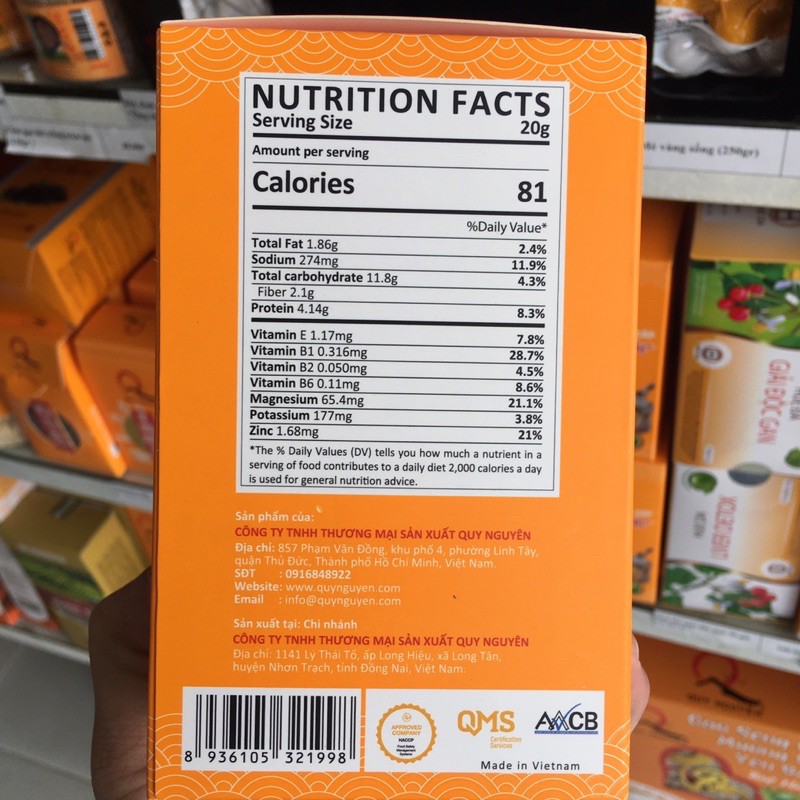 NUTRITION FACTS
Serving Size 20g
Amount per serving
Calories 81
%Daily Value*
Total Fat 1.86g 2.4%
Sodium 274mg 11.9%
Total carbohydrate 11.8g 4.3%
Fiber 2.1g
Protein 4.14g 8.3%
Vitamin E 1.17mg 7.8%
Vitamin B1 0.316mg 28.7%
Vitamin B2 0.050mg 4.5%
Vitamin B6 0.11mg 8.6%
Magnesium 65.4mg 21.1%
Potassium 177mg 3.8%
Zinc 1.68mg 21%
*The % Daily Values (DV) tells you how much a nutrient in a
serving of food contributes to a daily diet 2,000 calories a day
is used for general nutrition advice.
Sản phẩm của:
CÔNG TY TNHH THƯƠNG MẠI SẢN XUẤT QUY NGUYÊN
Địa chỉ: 857 Phạm Văn Đồng, khu phố 4, phường Linh Tây,
quận Thủ Đức, Thành phố Hồ Chí Minh, Việt Nam.
SĐT : 0916848922
Website: www.quynguyen.com
Email : info@quynguyen.com
Sản xuất tại: Chi nhánh
CÔNG TY TNHH THƯƠNG MẠI SẢN XUẤT QUY NGUYÊN
Địa chỉ: 1141 Lý Thái Tổ, ấp Long Hiệu, xã Long Tân,
huyện Nhơn Trạch, tỉnh Đồng Nai, Việt Nam.
8 936105 321998
APPROVED
COMPANY
HACCP
Food Safety
Management
Systems
QMS
Certification
Services
AACB
Made in Vietnam
vàng sồng (250gr)
GIẢI ĐỘC GAN